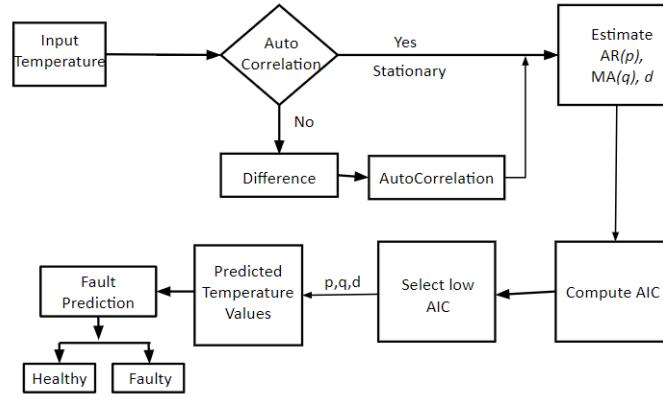 Input
Temperature
Auto
Correlation
Yes
Stationary
Estimate
AR(p),
MA(q), d
No
Difference
AutoCorrelation
Compute AIC
Select low
AIC
p,q,d
Predicted
Temperature
Values
Fault
Prediction
Healthy
Faulty